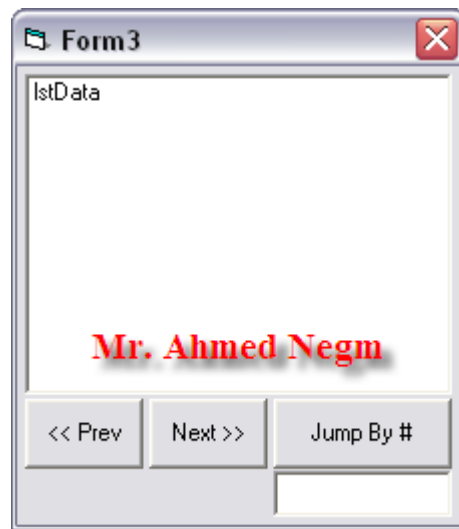 Form3
lstData
Mr. Ahmed Negm
<< Prev
Next >>
Jump By #